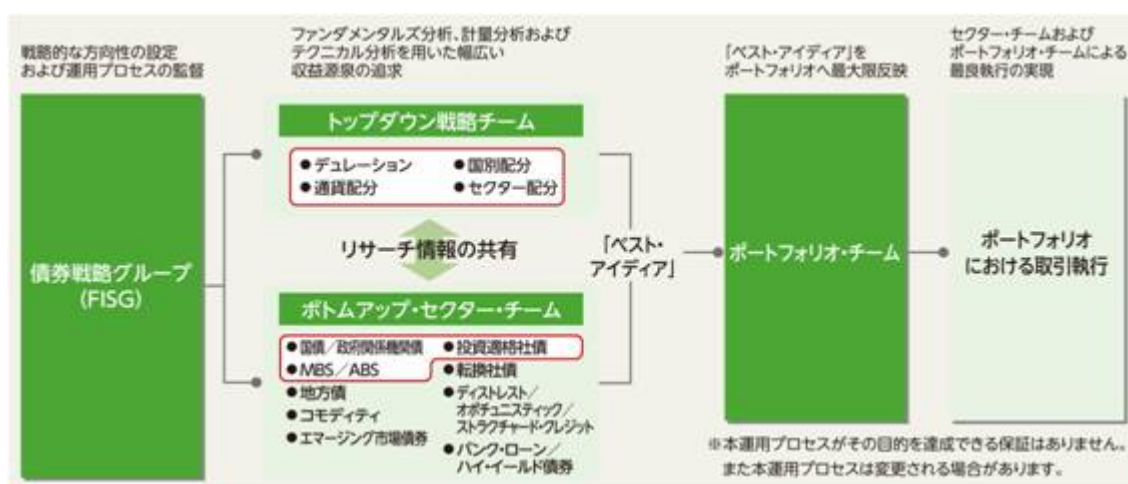 戦略的な方向性の設定
および運用プロセスの監督
ファンダメンタルズ分析、計量分析および
テクニカル分析を用いた幅広い
収益源泉の追求
「ベスト・アイディア」を
ポートフォリオへ最大限反映
セクター・チームおよび
ポートフォリオ・チームによる
最良執行の実現
債券戦略グループ
(FISG)
トップダウン戦略チーム
●デュレーション
●国別配分
●通貨配分
●セクター配分
リサーチ情報の共有
ボトムアップ・セクター・チーム
●国債／政府関係機関債
●投資適格社債
●MBS／ABS
●転換社債
●地方債
●ディストレスト／
オポチュニスティック／
ストラクチャード・クレジット
●コモディティ
●エマージング市場債券
●バンク・ローン／
ハイ・イールド債券
「ベスト・
アイディア」
ポートフォリオ・チーム
ポートフォリオ
における取引執行
※本運用プロセスがその目的を達成できる保証はありません。
また本運用プロセスは変更される場合があります。